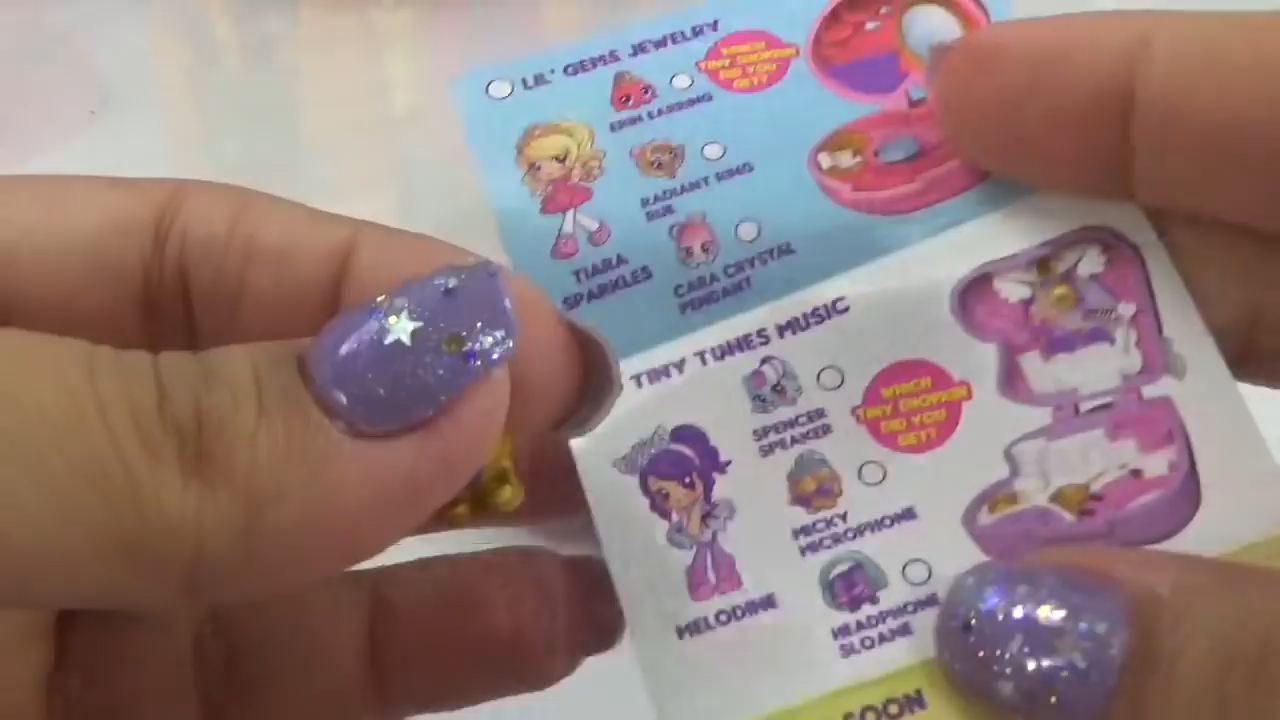 LIL' GEMS JEWELRY
WHICH
TINY SHOPKIN
DID YOU
GET?
ERIN EARRING
RADIANT RING
RUE
TIARA
SPARKLES
CARA CRYSTAL
PENDANT
TINY TUNES MUSIC
SPENCER
SPEAKER
WHICH
TINY SHOPKIN
DID YOU
GET?
MICKY
MICROPHONE
MELODINE
HEADPHONE
SLOANE
SOON